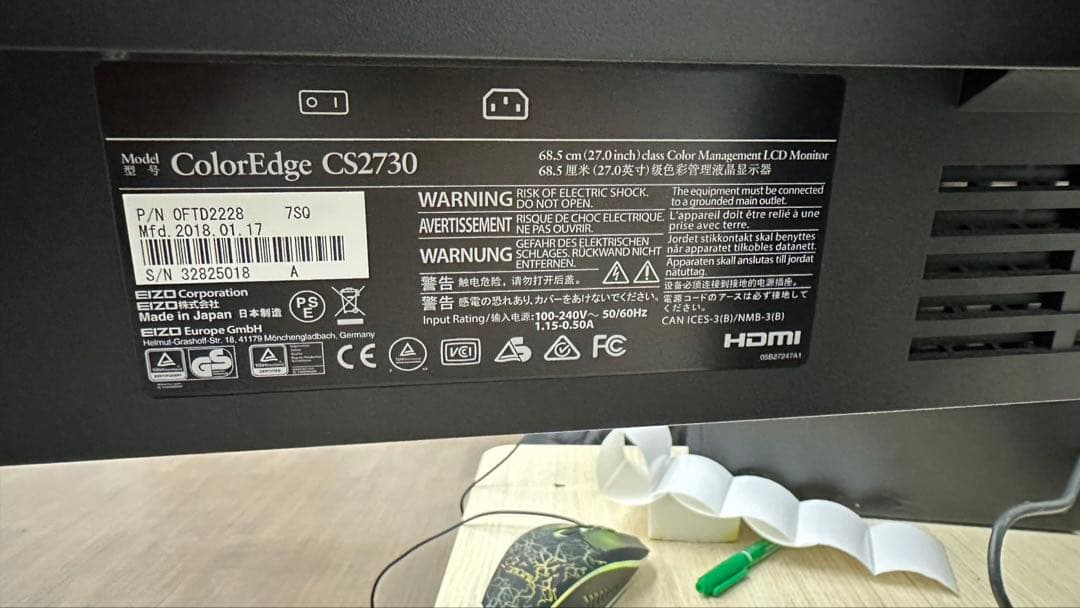 Model
型 号
ColorEdge CS2730
68.5 cm (27.0 inch) class Color Management LCD Monitor
68.5 厘米 (27.0英寸) 级色彩管理液晶显示器
P/N 0FTD2228 7SQ
Mfd.2018.01.17
S/N 32825018 A
EIZO Corporation
EIZO株式会社
Made in Japan 日本製造
EIZO Europe GmbH
Helmut-Grashoff-Str. 18, 41179 Mönchengladbach, Germany
PS
E
WARNING RISK OF ELECTRIC SHOCK.
DO NOT OPEN.
AVERTISSEMENT RISQUE DE CHOC ELECTRIQUE.
NE PAS OUVRIR.
WARNUNG GEFAHR DES ELEKTRISCHEN
SCHLAGES. RÜCKWAND NICHT
ENTFERNEN.
警告 触电危险，请勿打开后盖。
警告 感電の恐れあり、カバーをあけないでください。
Input Rating/输入电源:100-240V～ 50/60Hz
1.15-0.50A
The equipment must be connected
to a grounded main outlet.
L'appareil doit être relié à une
prise avec terre.
Jordet stikkontakt skal benyttes
når apparatet tilkobles datanett.
Apparaten skall anslutas till jordat
nätuttag.
设备必须连接到接地的电源插座。
電源コードのアースは必ず接地して
ください。
CAN ICES-3(B)/NMB-3(B)
GS
CE
VCI
FC
HDMI
05B27247A1